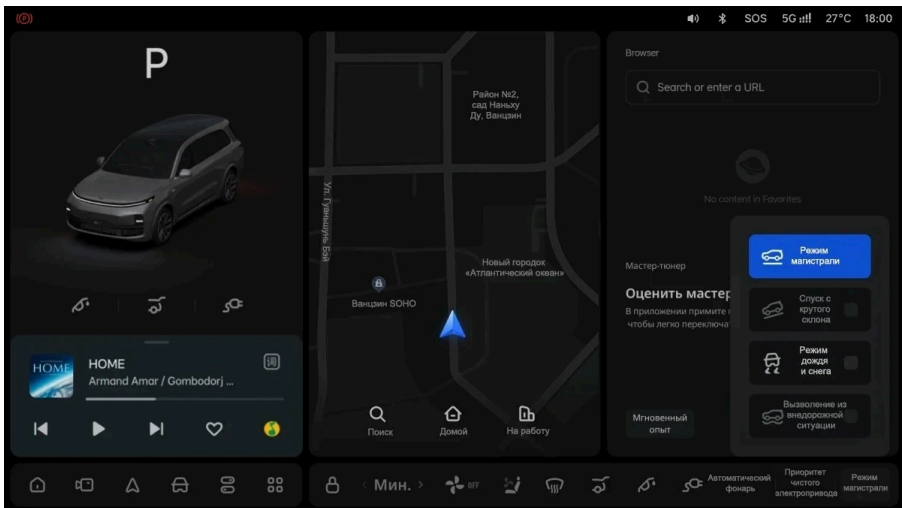 (P)
SOS
5G
27°C
18:00
P
HOME
HOME
Armand Amar / Gombodorj ...
词
Район №2,
сад Наньху
Ду, Ванцзин
Ул. Гуаньшунь Бэй
Новый городок
«Атлантический океан»
Ванцзин SOHO
Поиск
Домой
На работу
Browser
Search or enter a URL
No content in Favorites
Мастер-тюнер
Оценить мастер
В приложении примите
чтобы легко переключа
Мгновенный
опыт
Режим
магистрали
Спуск с
крутого
склона
Режим
дождя
и снега
Вызволение из
внедорожной
ситуации
Мин.
OFF
Автоматический
фонарь
Приоритет
чистого
электропривода
Режим
магистрали